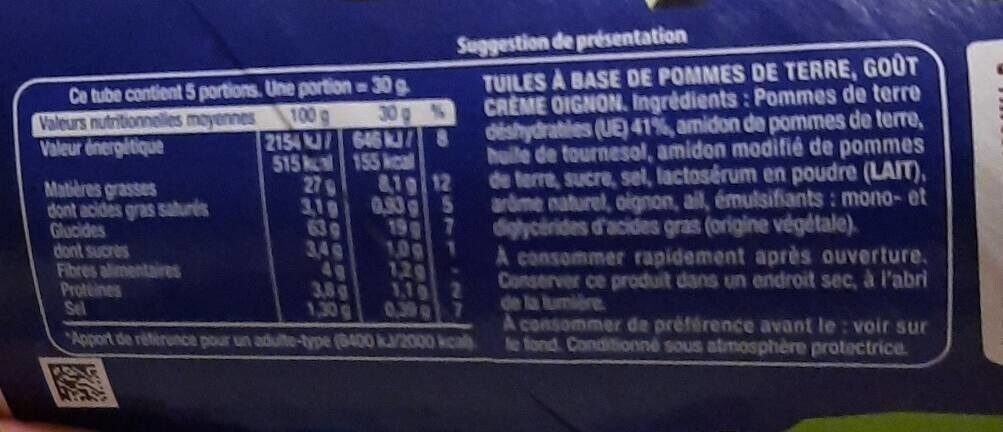 Suggestion de présentation
Ce tube contient 5 portions. Une portion = 30 g.
Valeurs nutritionnelles moyennes 100 g 30 g %
Valeur énergétique 2154 kJ/ 646 kJ/ 8
515 kcal 155 kcal
Matières grasses 27 g 8,1 g 12
dont acides gras saturés 3,1 g 0,93 g 5
Glucides 63 g 19 g 7
dont sucres 3,4 g 1,0 g 1
Fibres alimentaires 4 g 1,2 g -
Protéines 3,8 g 1,1 g 2
Sel 1,30 g 0,39 g 7
*Apport de référence pour un adulte-type (8400 kJ/2000 kcal).
TUILES À BASE DE POMMES DE TERRE, GOÛT
CRÈME OIGNON. Ingrédients : Pommes de terre
déshydratées (UE) 41%, amidon de pommes de terre,
huile de tournesol, amidon modifié de pommes
de terre, sucre, sel, lactosérum en poudre (LAIT),
arôme naturel, oignon, ail, émulsifiants : mono- et
diglycérides d'acides gras (origine végétale).
À consommer rapidement après ouverture.
Conserver ce produit dans un endroit sec, à l'abri
de la lumière.
À consommer de préférence avant le : voir sur
le fond. Conditionné sous atmosphère protectrice.